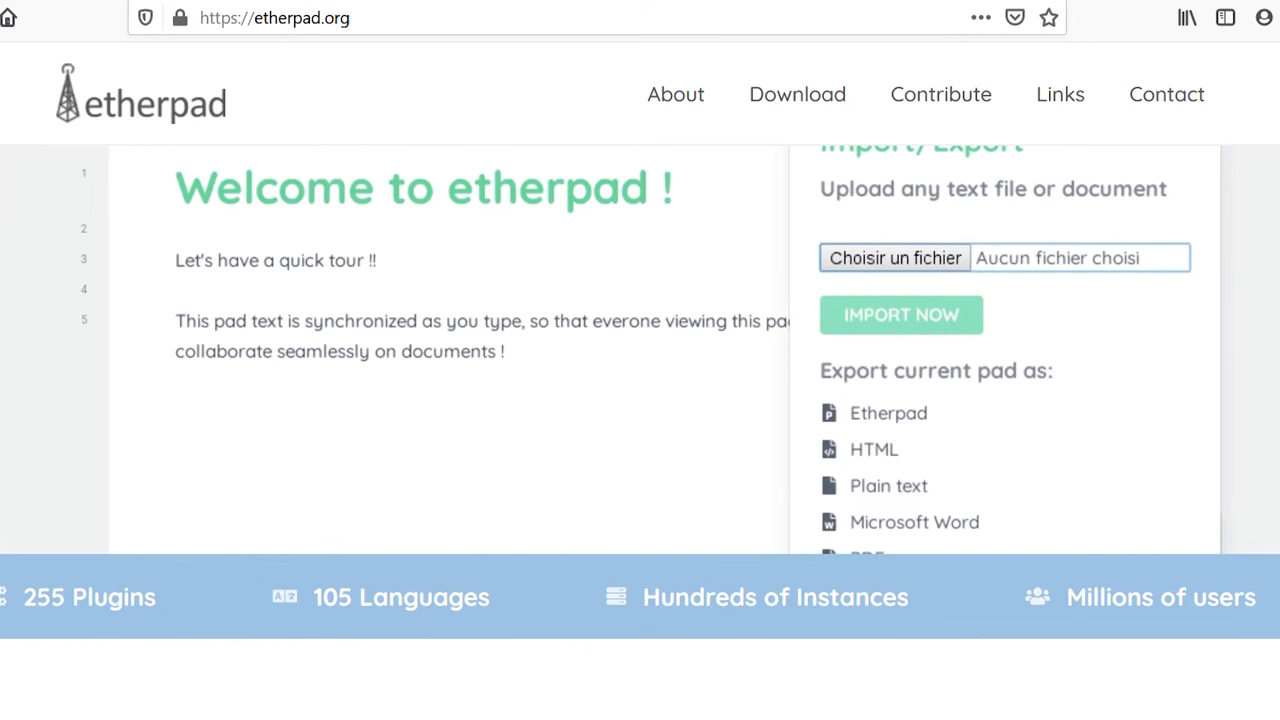 https://etherpad.org
etherpad
About Download Contribute Links Contact
1
Welcome to etherpad !
2
3
Let's have a quick tour !!
4
5
This pad text is synchronized as you type, so that everone viewing this
collaborate seamlessly on documents !
Import/Export
Upload any text file or document
Choisir un fichier Aucun fichier choisi
IMPORT NOW
Export current pad as:
Etherpad
HTML
Plain text
Microsoft Word
255 Plugins
105 Languages
Hundreds of Instances
Millions of users